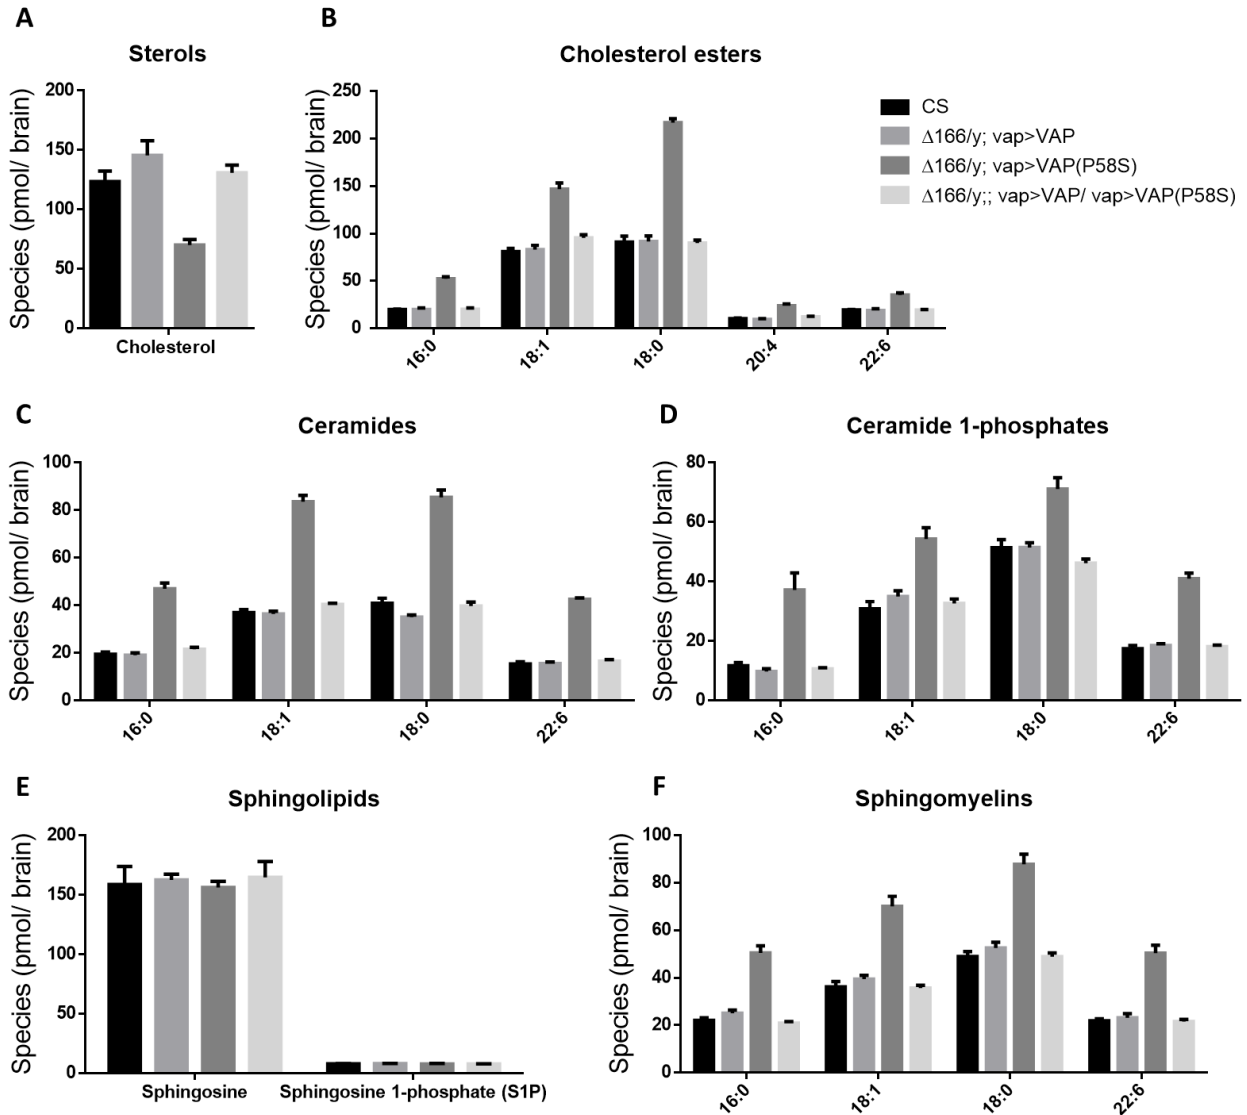 A
Sterols
Species (pmol/ brain)
200
150
100
50
0
Cholesterol
B
Cholesterol esters
Species (pmol/ brain)
250
200
150
100
50
0
16:0
18:1
18:0
20:4
22:6
CS
Δ166/y; vap>VAP
Δ166/y; vap>VAP(P58S)
Δ166/y;; vap>VAP/ vap>VAP(P58S)
C
Ceramides
Species (pmol/ brain)
100
80
60
40
20
0
16:0
18:1
18:0
22:6
D
Ceramide 1-phosphates
Species (pmol/ brain)
80
60
40
20
0
16:0
18:1
18:0
22:6
E
Sphingolipids
Species (pmol/ brain)
200
150
100
50
0
Sphingosine
Sphingosine 1-phosphate (S1P)
F
Sphingomyelins
Species (pmol/ brain)
100
80
60
40
20
0
16:0
18:1
18:0
22:6